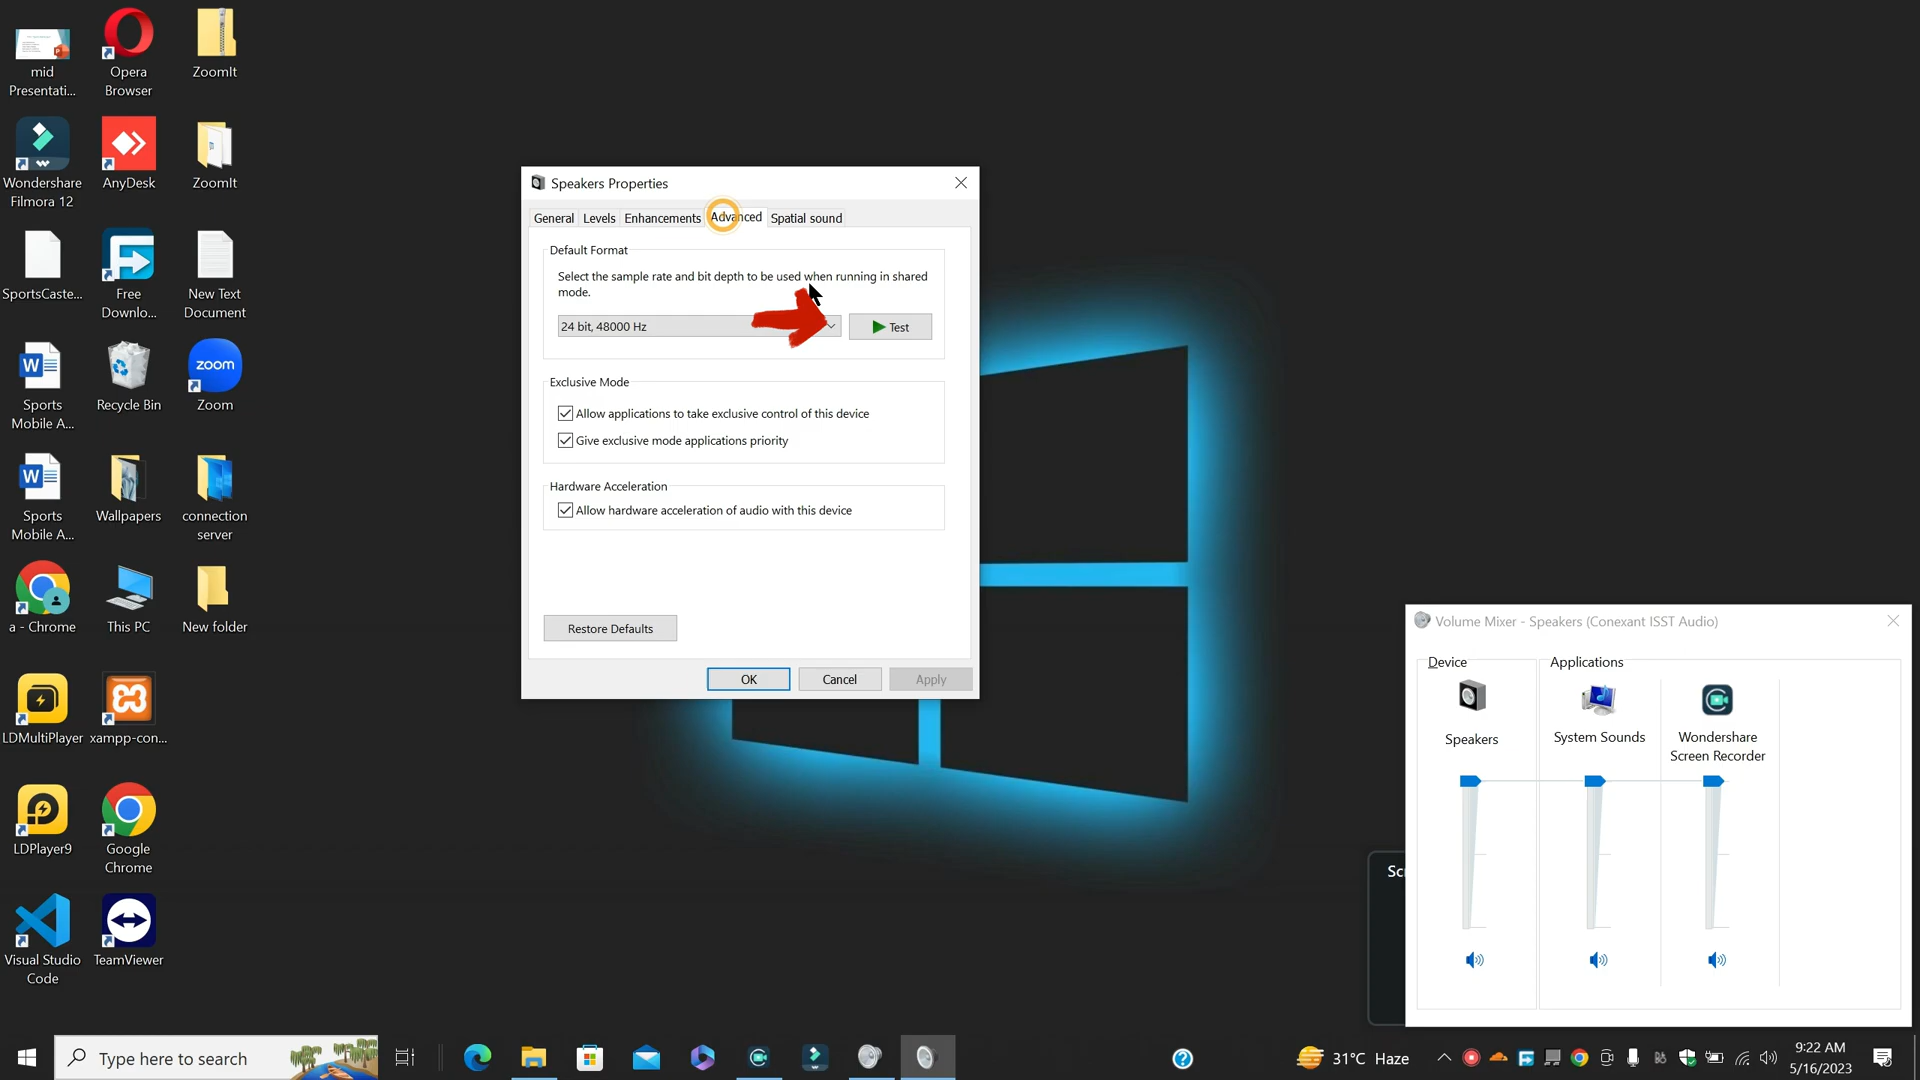 mid
Presentati...
Opera
Browser
ZoomIt
Wondershare
Filmora 12
AnyDesk
ZoomIt
SportsCaste...
Free
Downlo...
New Text
Document
Sports
Mobile A...
Recycle Bin
zoom
Zoom
Sports
Mobile A...
Wallpapers
connection
server
a - Chrome
This PC
New folder
LDMultiPlayer
xampp-con...
LDPlayer9
Google
Chrome
Visual Studio
Code
TeamViewer
Speakers Properties
General
Levels
Enhancements
Advanced
Spatial sound
Default Format
Select the sample rate and bit depth to be used when running in shared
mode.
24 bit, 48000 Hz
Test
Exclusive Mode
Allow applications to take exclusive control of this device
Give exclusive mode applications priority
Hardware Acceleration
Allow hardware acceleration of audio with this device
Restore Defaults
OK
Cancel
Apply
Volume Mixer - Speakers (Conexant ISST Audio)
Device
Applications
Speakers
System Sounds
Wondershare
Screen Recorder
Type here to search
31°C Haze
9:22 AM
5/16/2023